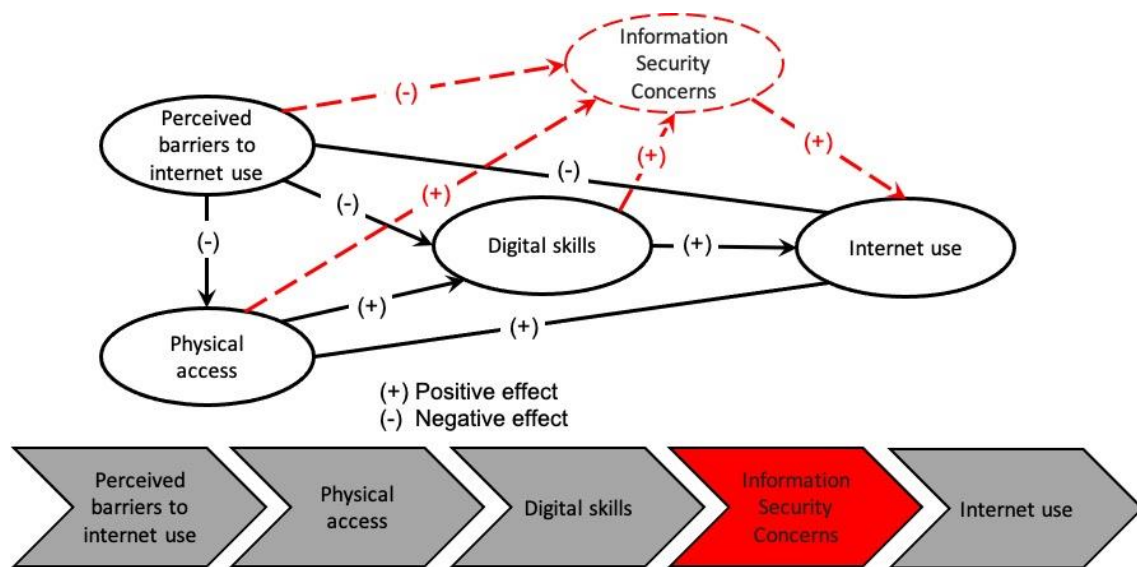 Information
Security
Concerns
(-)
Perceived
barriers to
internet use
(+)
(+)
(-)
(+)
(-)
(-)
Digital skills
(+)
Internet use
(+)
(+)
Physical
access
(+) Positive effect
(-) Negative effect
Perceived
barriers to
internet use
Physical
access
Digital skills
Information
Security
Concerns
Internet use